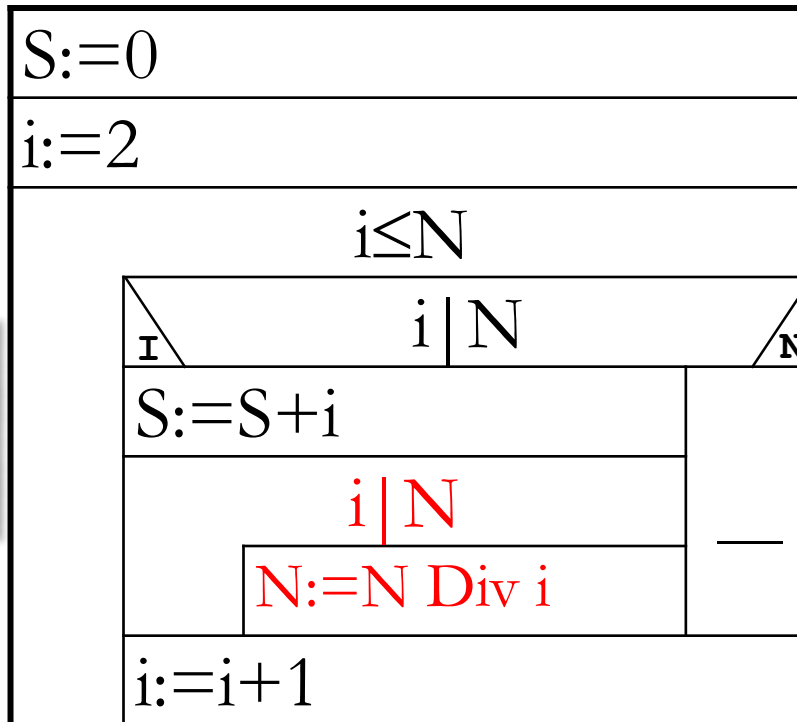 S:=0
i:=2
i≤N
i|N
I
N
S:=S+i
i|N
N:=N Div i
—
i:=i+1